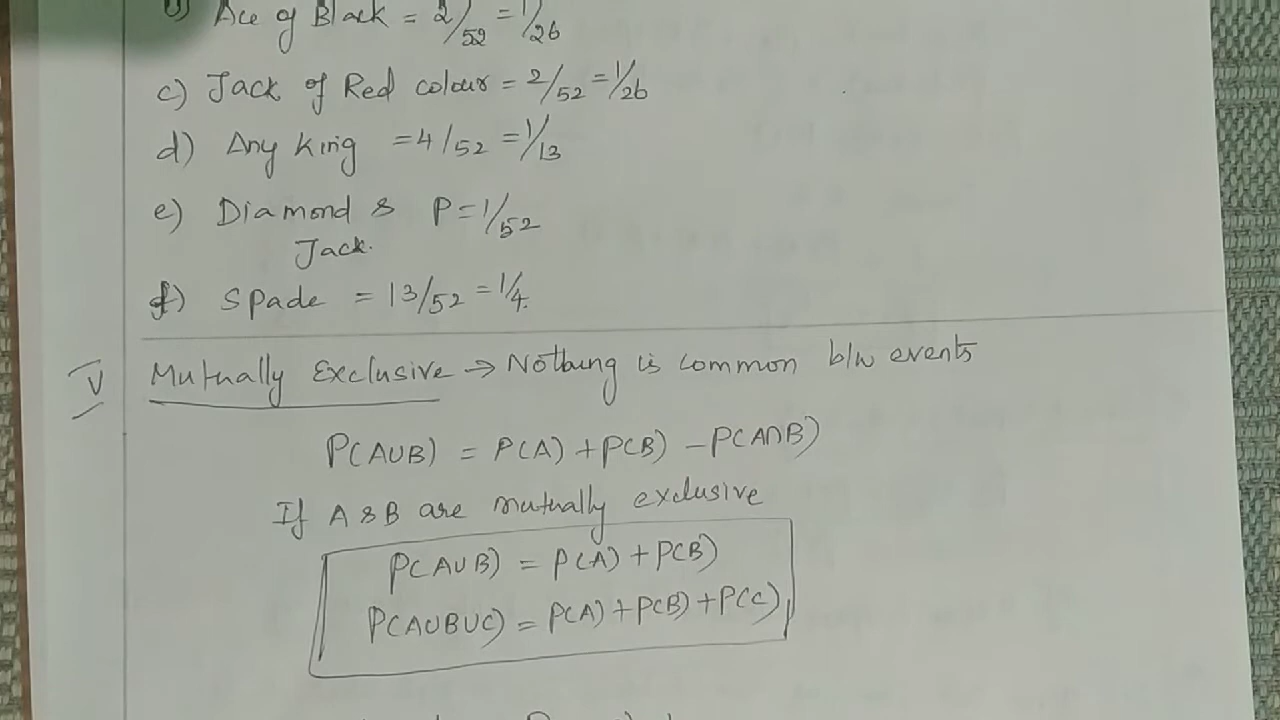 b) Ace of Black = 2/52 = 1/26
c) Jack of Red colour = 2/52 = 1/26
d) Any king = 4/52 = 1/13
e) Diamond & P = 1/52
Jack.
f) Spade = 13/52 = 1/4.
V Mutually Exclusive → Nothing is common b/w events
P(A∪B) = P(A) + P(B) - P(A∩B)
If A & B are mutually exclusive
P(A∪B) = P(A) + P(B)
P(A∪B∪C) = P(A) + P(B) + P(C)